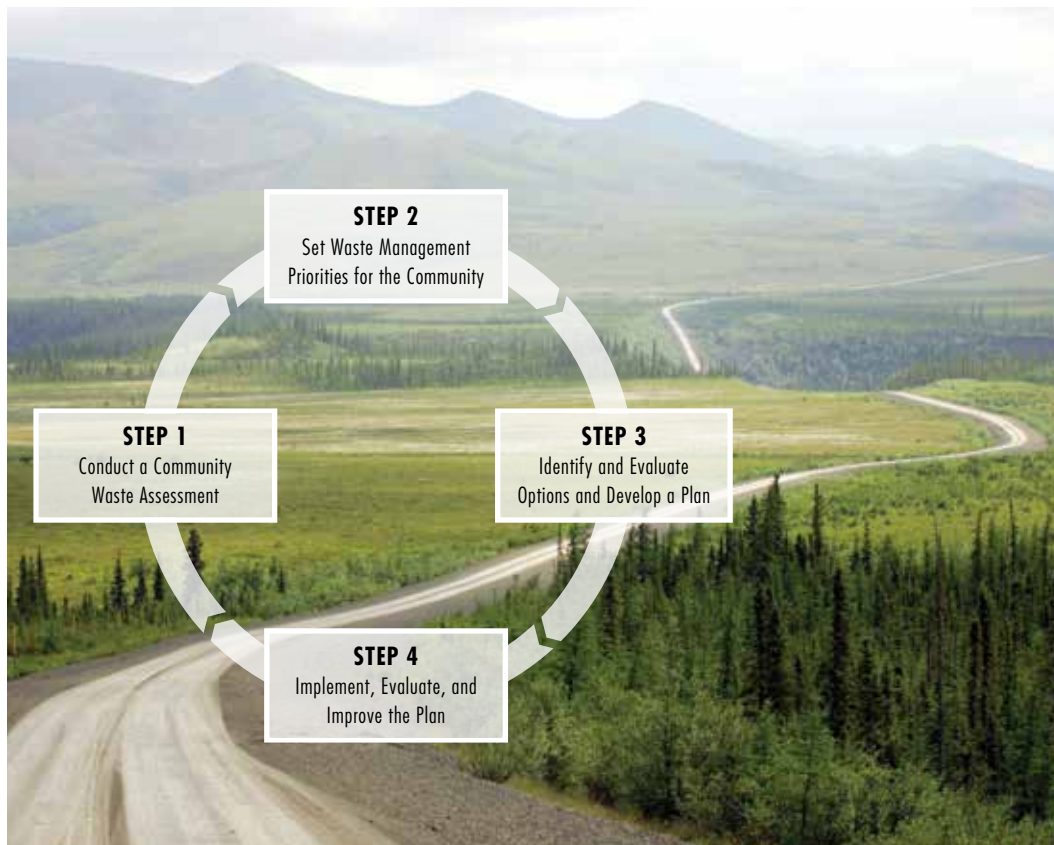 STEP 1
Conduct a Community
Waste Assessment
STEP 2
Set Waste Management
Priorities for the Community
STEP 3
Identify and Evaluate
Options and Develop a Plan
STEP 4
Implement, Evaluate, and
Improve the Plan